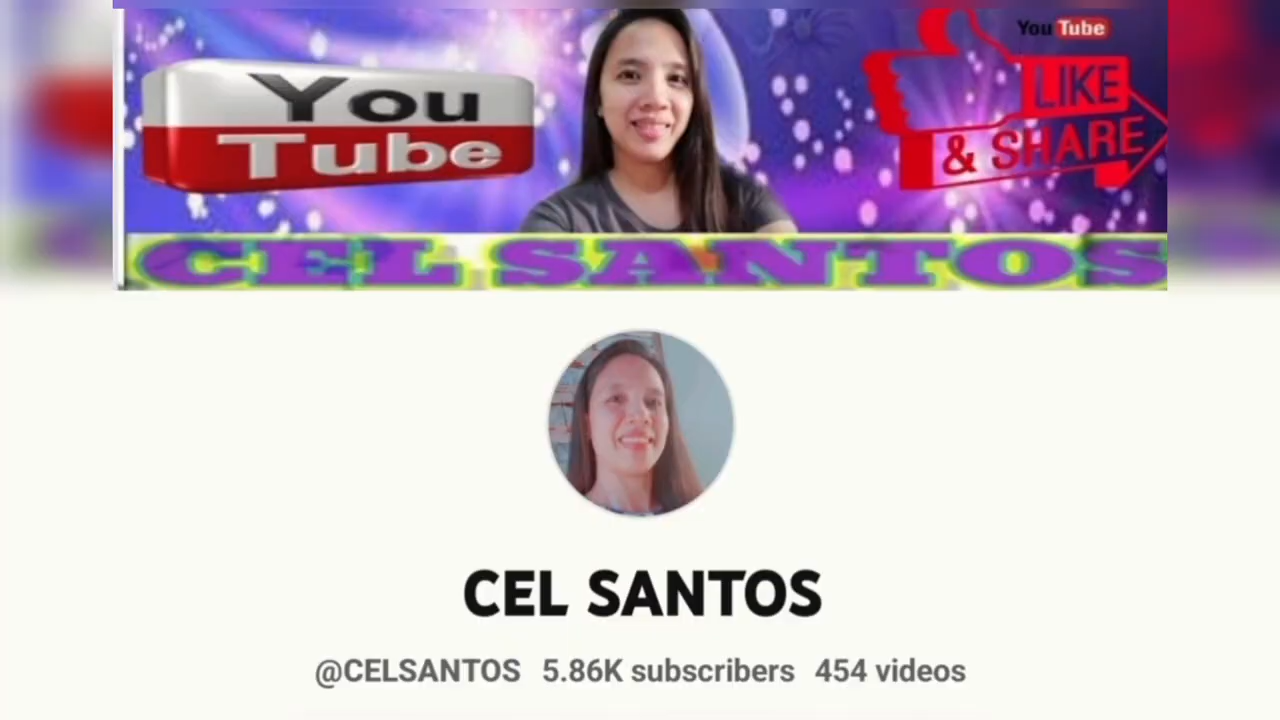 You Tube
You
Tube
LIKE
& SHARE
CEL SANTOS
CEL SANTOS
@CELSANTOS 5.86K subscribers 454 videos